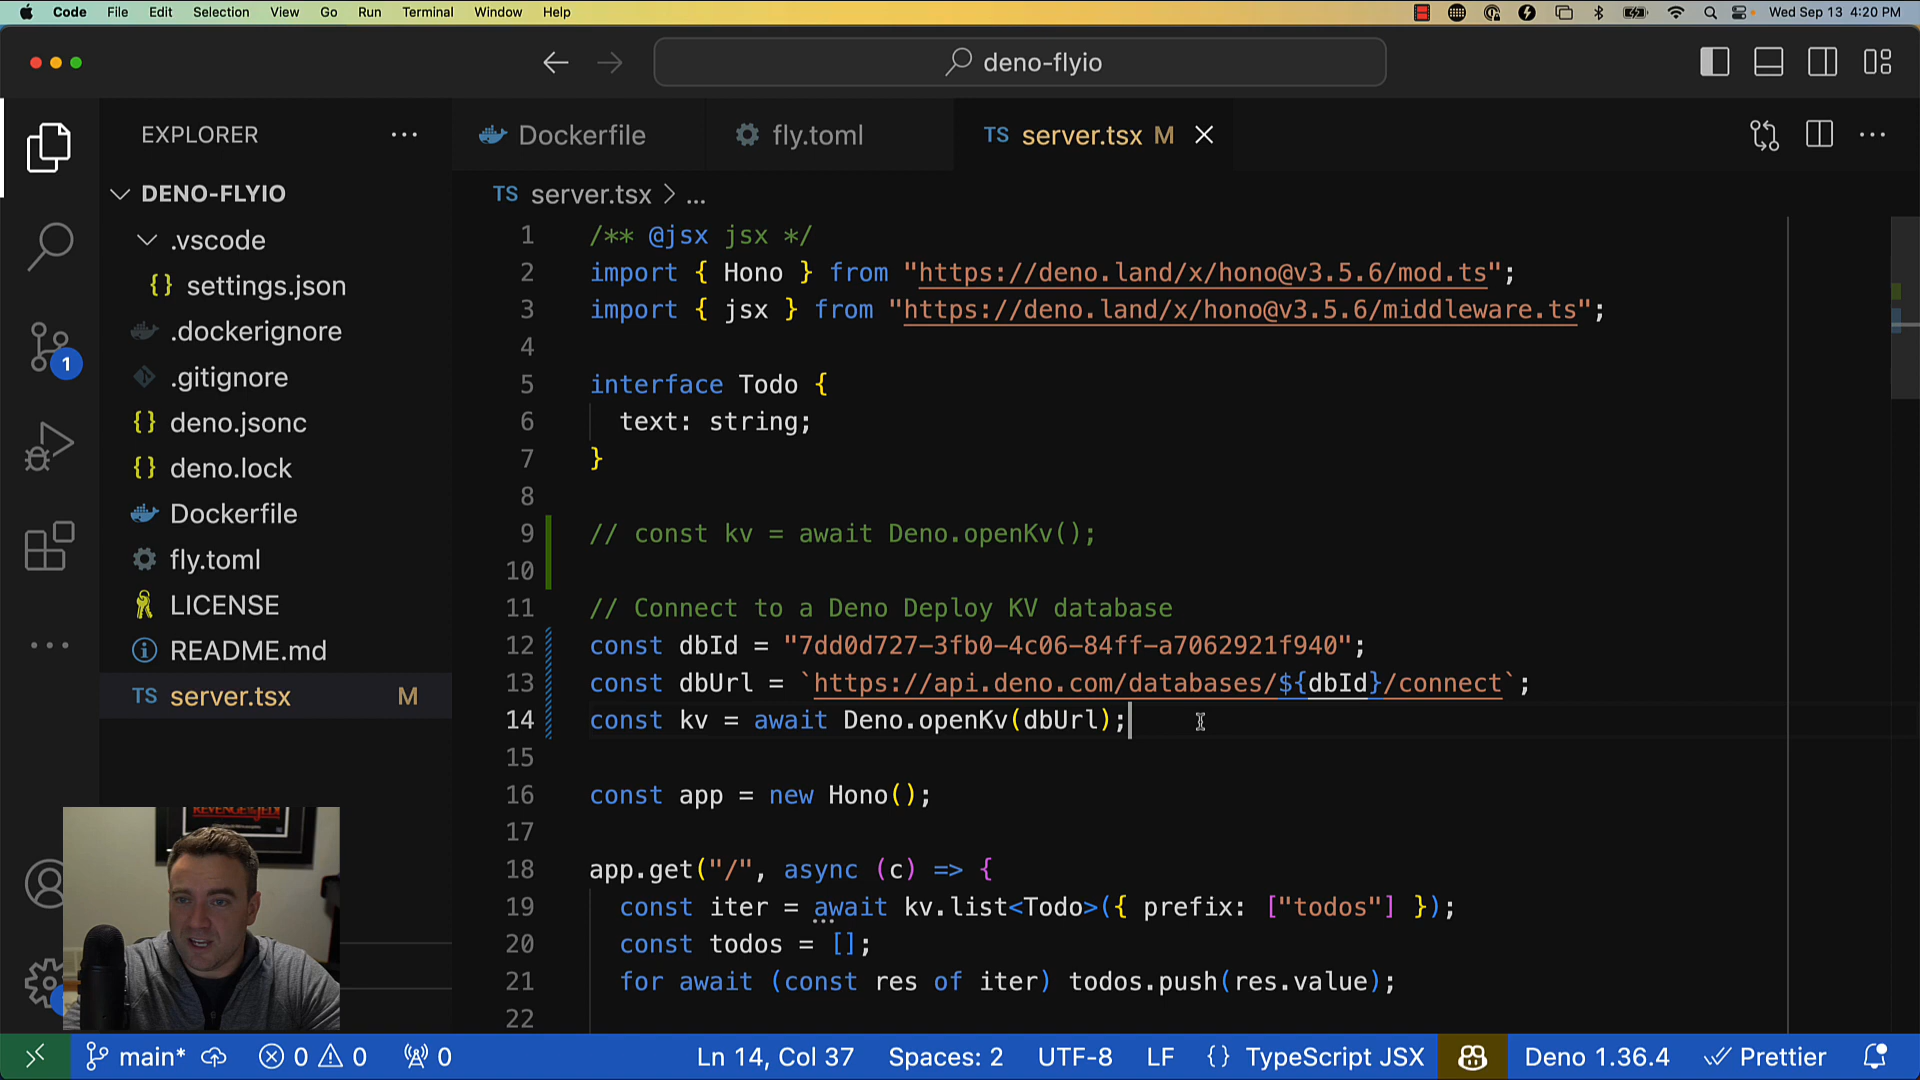 Code File Edit Selection View Go Run Terminal Window Help Wed Sep 13 4:20 PM
deno-flyio
EXPLORER
DENO-FLYIO
.vscode
{} settings.json
.dockerignore
.gitignore
{} deno.jsonc
{} deno.lock
Dockerfile
fly.toml
LICENSE
README.md
TS server.tsx M
1
Dockerfile
fly.toml
TS server.tsx M
TS server.tsx > ...
1 /** @jsx jsx */
2 import { Hono } from "https://deno.land/x/hono@v3.5.6/mod.ts";
3 import { jsx } from "https://deno.land/x/hono@v3.5.6/middleware.ts";
4
5 interface Todo {
6 text: string;
7 }
8
9 // const kv = await Deno.openKv();
10
11 // Connect to a Deno Deploy KV database
12 const dbId = "7dd0d727-3fb0-4c06-84ff-a7062921f940";
13 const dbUrl = `https://api.deno.com/databases/${dbId}/connect`;
14 const kv = await Deno.openKv(dbUrl);
15
16 const app = new Hono();
17
18 app.get("/", async (c) => {
19 const iter = await kv.list<Todo>({ prefix: ["todos"] });
20 const todos = [];
21 for await (const res of iter) todos.push(res.value);
22
REVENGE OF THE JEDI
main* 0 0 0 Ln 14, Col 37 Spaces: 2 UTF-8 LF {} TypeScript JSX Deno 1.36.4 Prettier